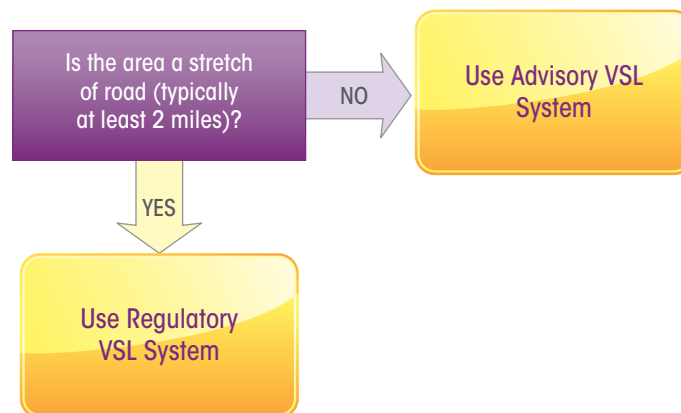 Is the area a stretch
of road (typically
at least 2 miles)?
NO
Use Advisory VSL
System
YES
Use Regulatory
VSL System